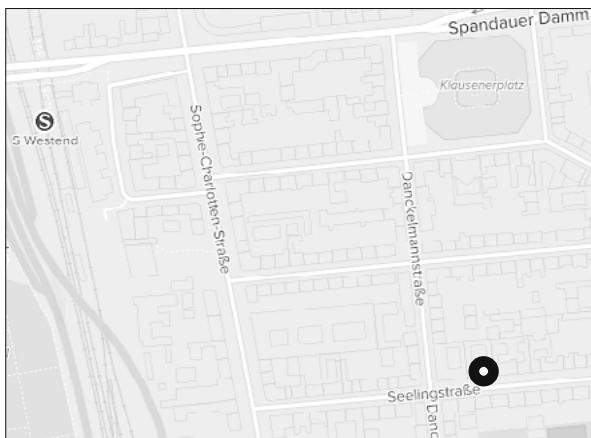 Spandauer Damm
Klausenerplatz
S
S Westend
Sophie-Charlotten-Straße
Danckelmannstraße
Seelingstraße
Danc